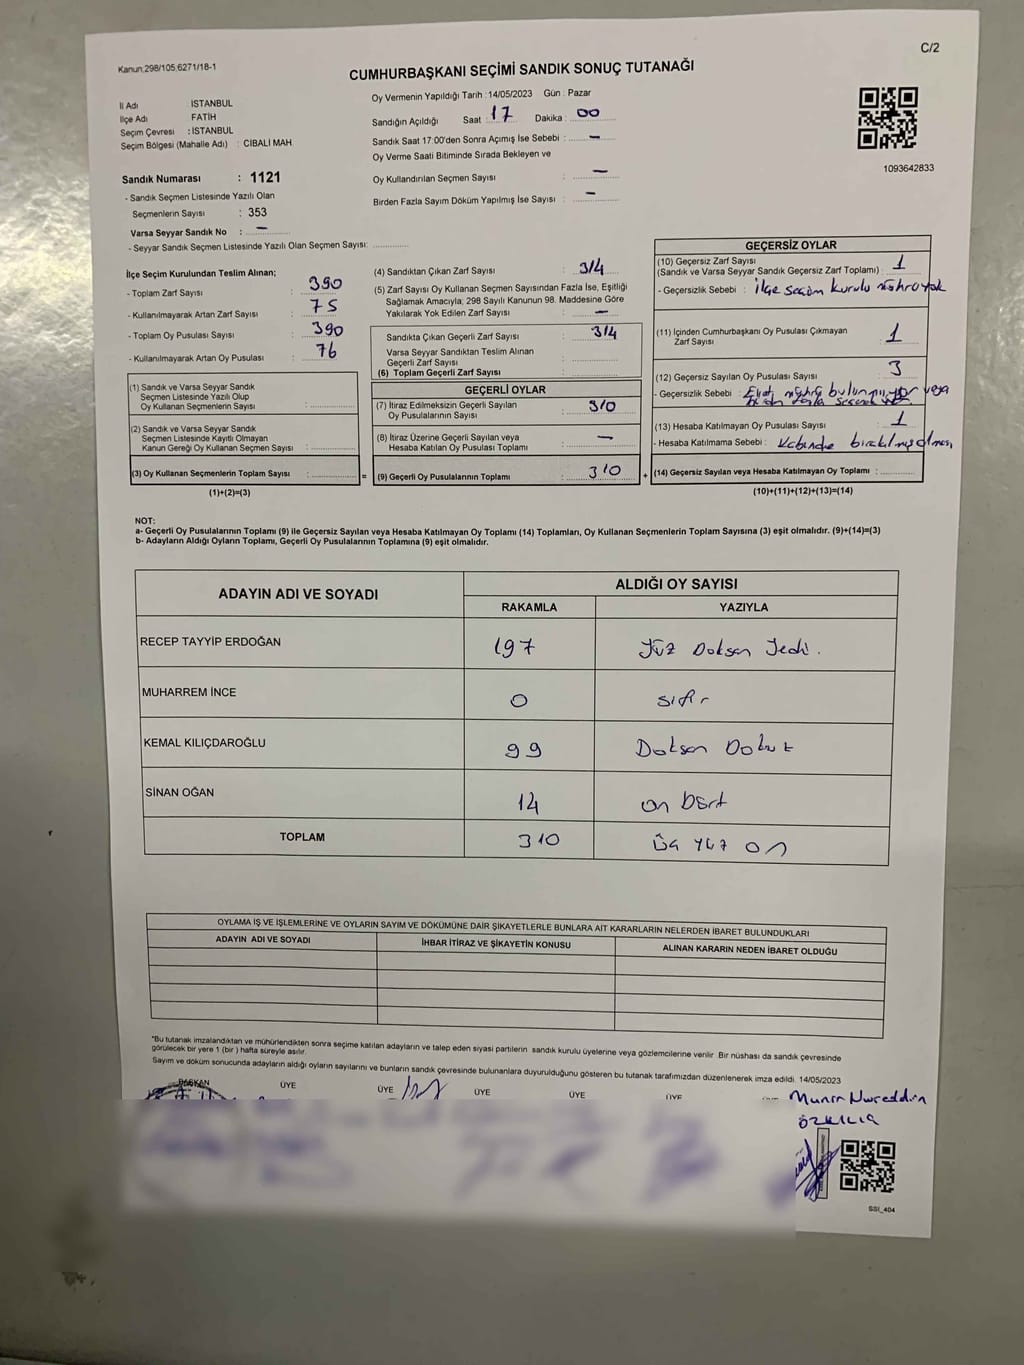 C/2
Kanun:298/105,6271/18-1
CUMHURBAŞKANI SEÇİMİ SANDIK SONUÇ TUTANAĞI
İl Adı : İSTANBUL
İlçe Adı : FATİH
Seçim Çevresi : İSTANBUL
Seçim Bölgesi (Mahalle Adı) : CİBALİ MAH.
Sandık Numarası : 1121
- Sandık Seçmen Listesinde Yazılı Olan
Seçmenlerin Sayısı : 353
Varsa Seyyar Sandık No : —
- Seyyar Sandık Seçmen Listesinde Yazılı Olan Seçmen Sayısı:
Oy Vermenin Yapıldığı Tarih :14/05/2023 Gün : Pazar
Sandığın Açıldığı Saat : 17 Dakika : 00
Sandık Saat 17:00'den Sonra Açımış İse Sebebi : —
Oy Verme Saati Bitiminde Sırada Bekleyen ve
Oy Kullandırılan Seçmen Sayısı : —
Birden Fazla Sayım Döküm Yapılmış İse Sayısı : —
1093642833
İlçe Seçim Kurulundan Teslim Alınan;
- Toplam Zarf Sayısı : 390
- Kullanılmayarak Artan Zarf Sayısı : 75
- Toplam Oy Pusulası Sayısı : 390
- Kullanılmayarak Artan Oy Pusulası : 76
(1) Sandık ve Varsa Seyyar Sandık
Seçmen Listesinde Yazılı Olup
Oy Kullanan Seçmenlerin Sayısı :
(2) Sandık ve Varsa Seyyar Sandık
Seçmen Listesinde Kayıtlı Olmayan
Kanun Gereği Oy Kullanan Seçmen Sayısı :
(3) Oy Kullanan Seçmenlerin Toplam Sayısı :
(1)+(2)=(3)
(4) Sandıktan Çıkan Zarf Sayısı : 314
(5) Zarf Sayısı Oy Kullanan Seçmen Sayısından Fazla İse, Eşitliği
Sağlamak Amacıyla; 298 Sayılı Kanunun 98. Maddesine Göre
Yakılarak Yok Edilen Zarf Sayısı : —
Sandıkta Çıkan Geçerli Zarf Sayısı : 314
Varsa Seyyar Sandıktan Teslim Alınan
Geçerli Zarf Sayısı :
(6) Toplam Geçerli Zarf Sayısı :
GEÇERLİ OYLAR
(7) İtiraz Edilmeksizin Geçerli Sayılan
Oy Pusulalarının Sayısı : 310
(8) İtiraz Üzerine Geçerli Sayılan veya
Hesaba Katılan Oy Pusulası Toplamı : —
= (9) Geçerli Oy Pusulalarının Toplamı : 310 +
GEÇERSİZ OYLAR
(10) Geçersiz Zarf Sayısı
(Sandık ve Varsa Seyyar Sandık Geçersiz Zarf Toplamı) : 1
- Geçersizlik Sebebi : İlçe seçim kurulu mührü yok
(11) İçinden Cumhurbaşkanı Oy Pusulası Çıkmayan
Zarf Sayısı : 1
(12) Geçersiz Sayılan Oy Pusulası Sayısı : 3
- Geçersizlik Sebebi : Evet mührü bulunmıyor veya
(13) Hesaba Katılmayan Oy Pusulası Sayısı : 1
- Hesaba Katılmama Sebebi : Kabinde bırakılmış olması
(14) Geçersiz Sayılan veya Hesaba Katılmayan Oy Toplamı :
(10)+(11)+(12)+(13)=(14)
NOT:
a- Geçerli Oy Pusulalarının Toplamı (9) ile Geçersiz Sayılan veya Hesaba Katılmayan Oy Toplamı (14) Toplamları, Oy Kullanan Seçmenlerin Toplam Sayısına (3) eşit olmalıdır. (9)+(14)=(3)
b- Adayların Aldığı Oyların Toplamı, Geçerli Oy Pusulalarının Toplamına (9) eşit olmalıdır.
ADAYIN ADI VE SOYADI ALDIĞI OY SAYISI
RAKAMLA YAZIYLA
RECEP TAYYİP ERDOĞAN 197 Yüz Doksan Yedi.
MUHARREM İNCE 0 sıfır
KEMAL KILIÇDAROĞLU 99 Doksan Dokuz
SİNAN OĞAN 14 on Dört
TOPLAM 310 Üç Yüz On
OYLAMA İŞ VE İŞLEMLERİNE VE OYLARIN SAYIM VE DÖKÜMÜNE DAİR ŞİKAYETLERLE BUNLARA AİT KARARLARIN NELERDEN İBARET BULUNDUKLARI
ADAYIN ADI VE SOYADI İHBAR İTİRAZ VE ŞİKAYETİN KONUSU ALINAN KARARIN NEDEN İBARET OLDUĞU
"Bu tutanak imzalandıktan ve mühürlendikten sonra seçime katılan adayların ve talep eden siyasi partilerin sandık kurulu üyelerine veya gözlemcilerine verilir. Bir nüshası da sandık çevresinde
görülecek bir yere 1 (bir ) hafta süreyle asılır.
Sayım ve döküm sonucunda adayların aldığı oyların sayılarını ve bunların sandık çevresinde bulunanlara duyurulduğunu gösteren bu tutanak tarafımızdan düzenlenerek imza edildi. 14/05/2023
BAŞKAN ÜYE ÜYE ÜYE ÜYE ÜYE
Munır Nureddin
ÖZKILIÇ
SSI_404